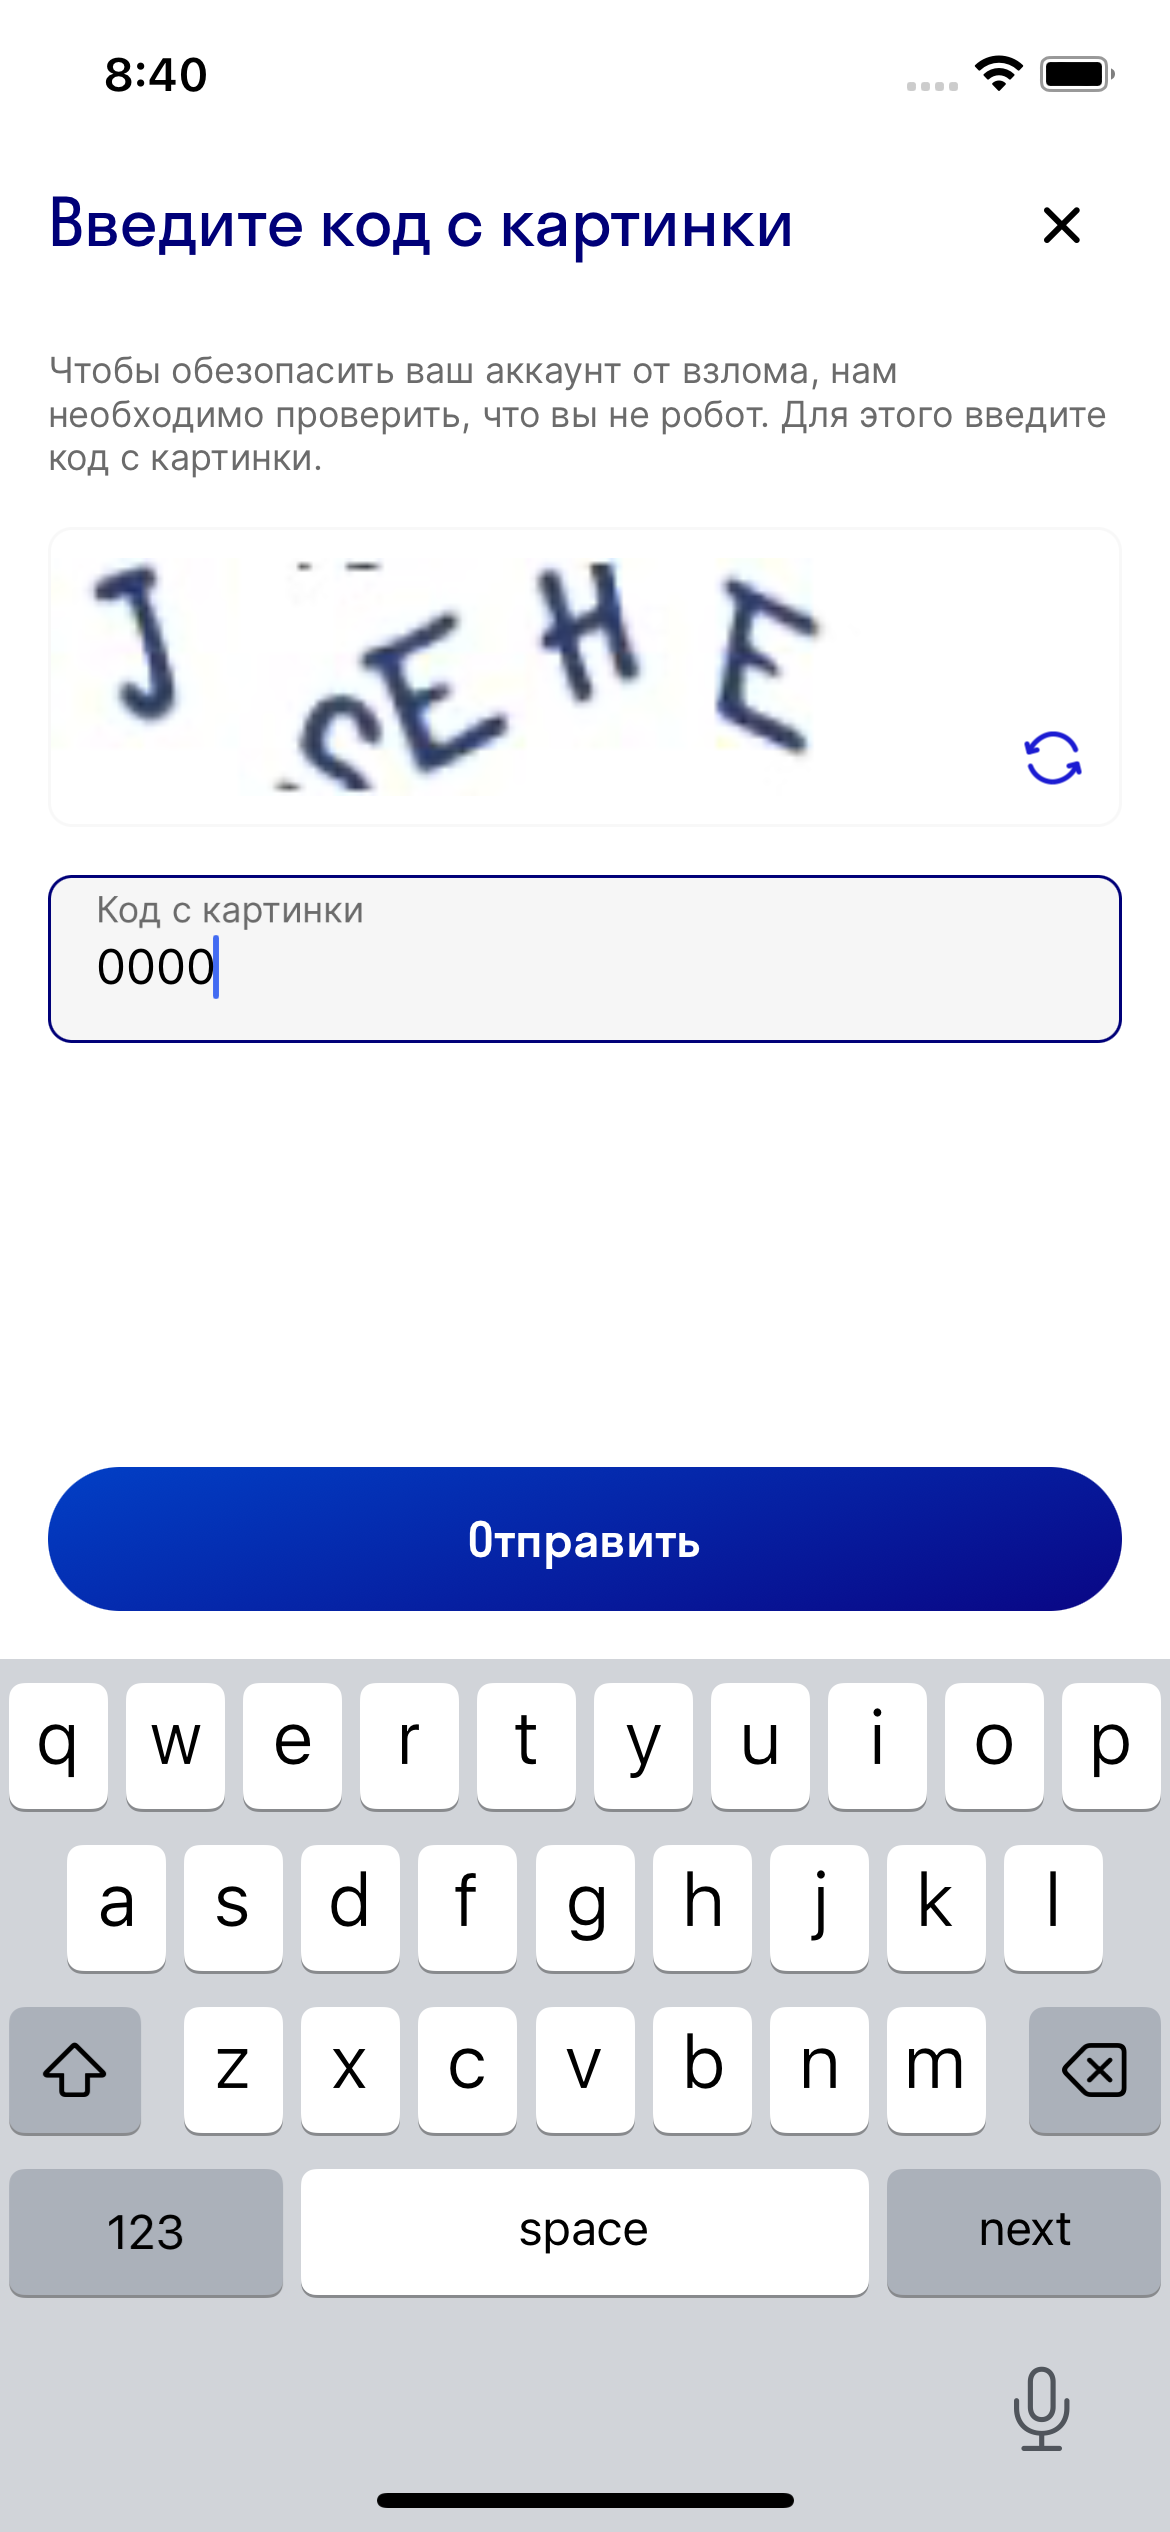 8:40
Введите код с картинки
Чтобы обезопасить ваш аккаунт от взлома, нам
необходимо проверить, что вы не робот. Для этого введите
код с картинки.
Код с картинки
0000
Отправить
q w e r t y u i o p
a s d f g h j k l
z x c v b n m
123 space next